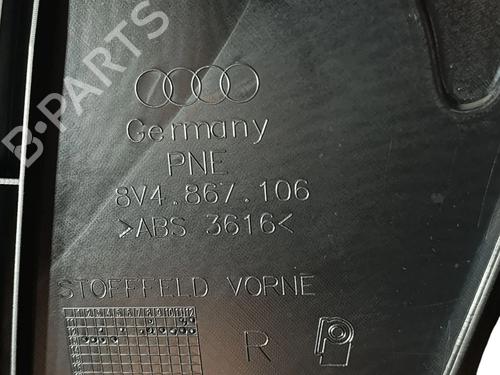 B-PARTS
Germany
PNE
8V4.867.106
>ABS 3616<
STOFFFELD VORNE
R